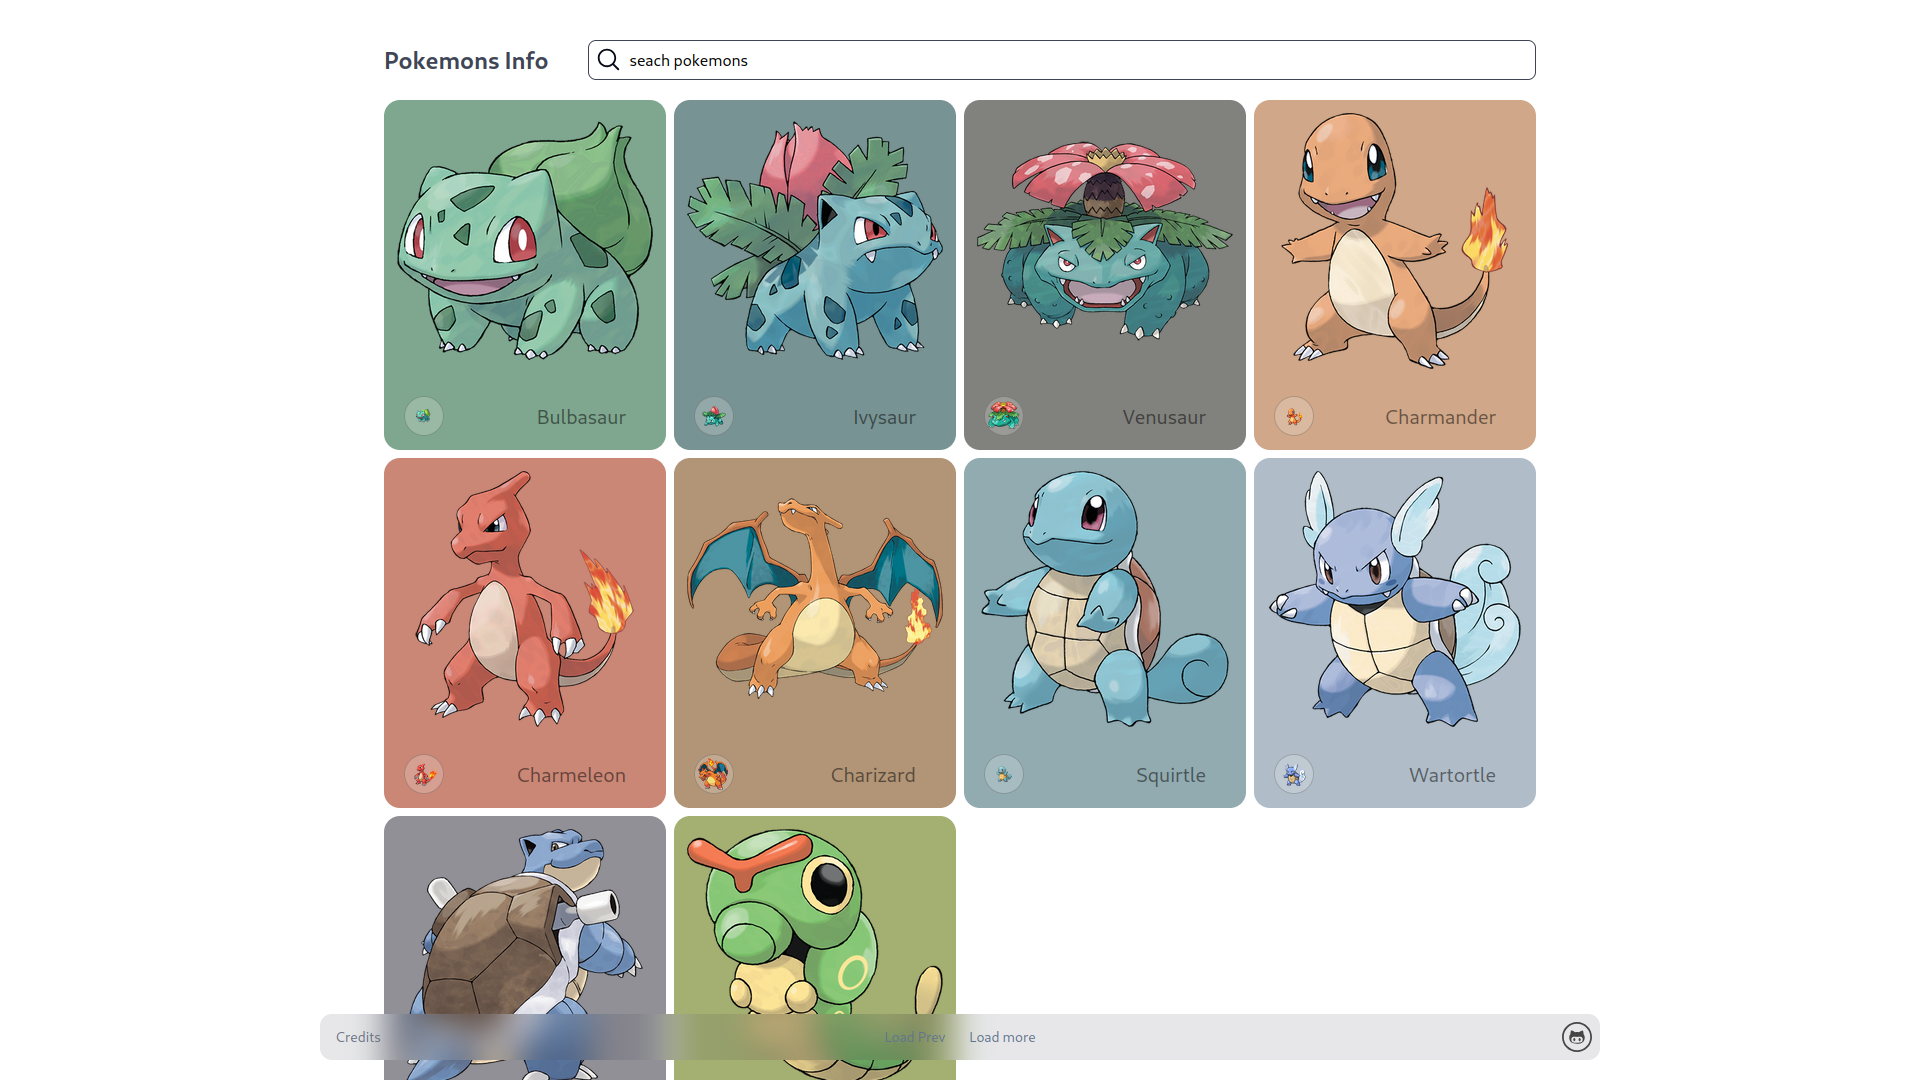 Pokemons Info
seach pokemons
Bulbasaur
Ivysaur
Venusaur
Charmander
Charmeleon
Charizard
Squirtle
Wartortle
Credits
Load Prev
Load more